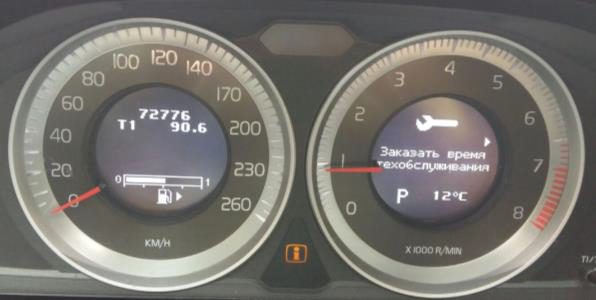 0 20 40 60 80 100 120 140 170 200 230 260
72776
T1 90.6
0 1
KM/H
0 1 2 3 4 5 6 7 8
Заказать время
техобслуживания
P 12°C
X 1000 R/MIN
i